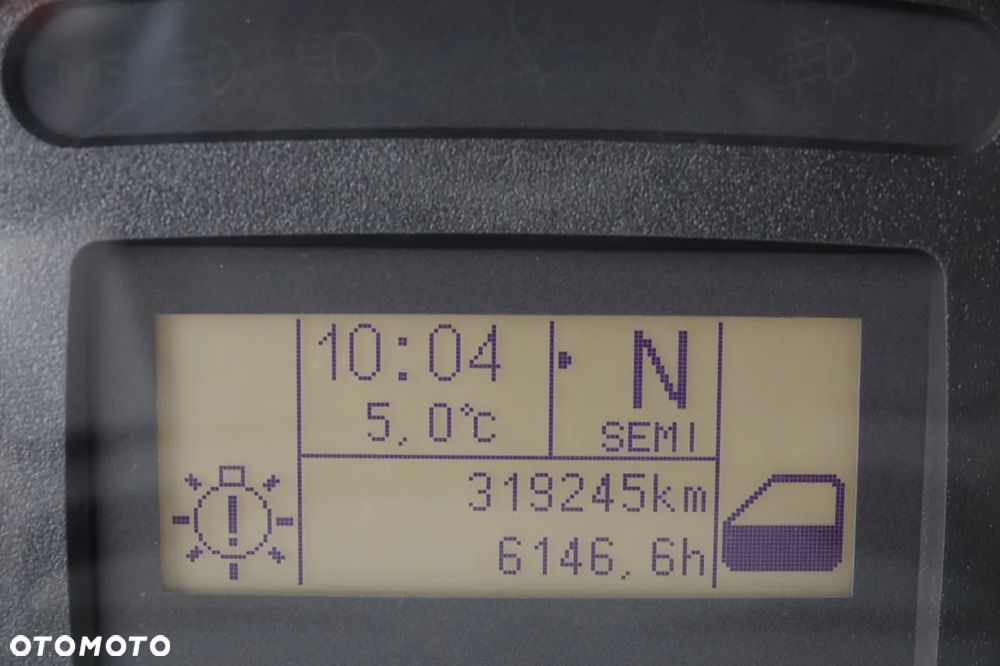 10:04
5,0°C
N
SEMI
319245km
6146,6h
OTOMOTO